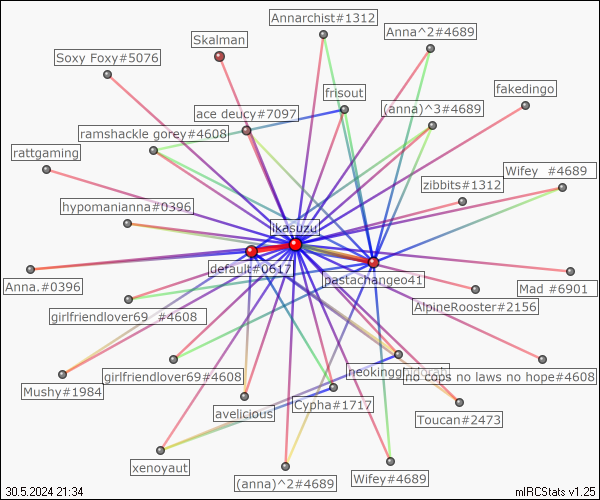 Annarchist#1312
Anna^2#4689
Skalman
Soxy Foxy#5076
frisout
fakedingo
ace deucy#7097
(anna)^3#4689
ramshackle gorey#4608
rattgaming
Wifey #4689
zibbits#1312
hypomanianna#0396
ikasuzu
default#0617
pastachangeo41
Anna.#0396
Mad #6901
AlpineRooster#2156
girlfriendlover69 #4608
girlfriendlover69#4608
no cops no laws no hope#4608
Mushy#1984
Cypha#1717
avelicious
Toucan#2473
xenoyaut
(anna)^2#4689
Wifey#4689
30.5.2024 21:34
mIRCStats v1.25